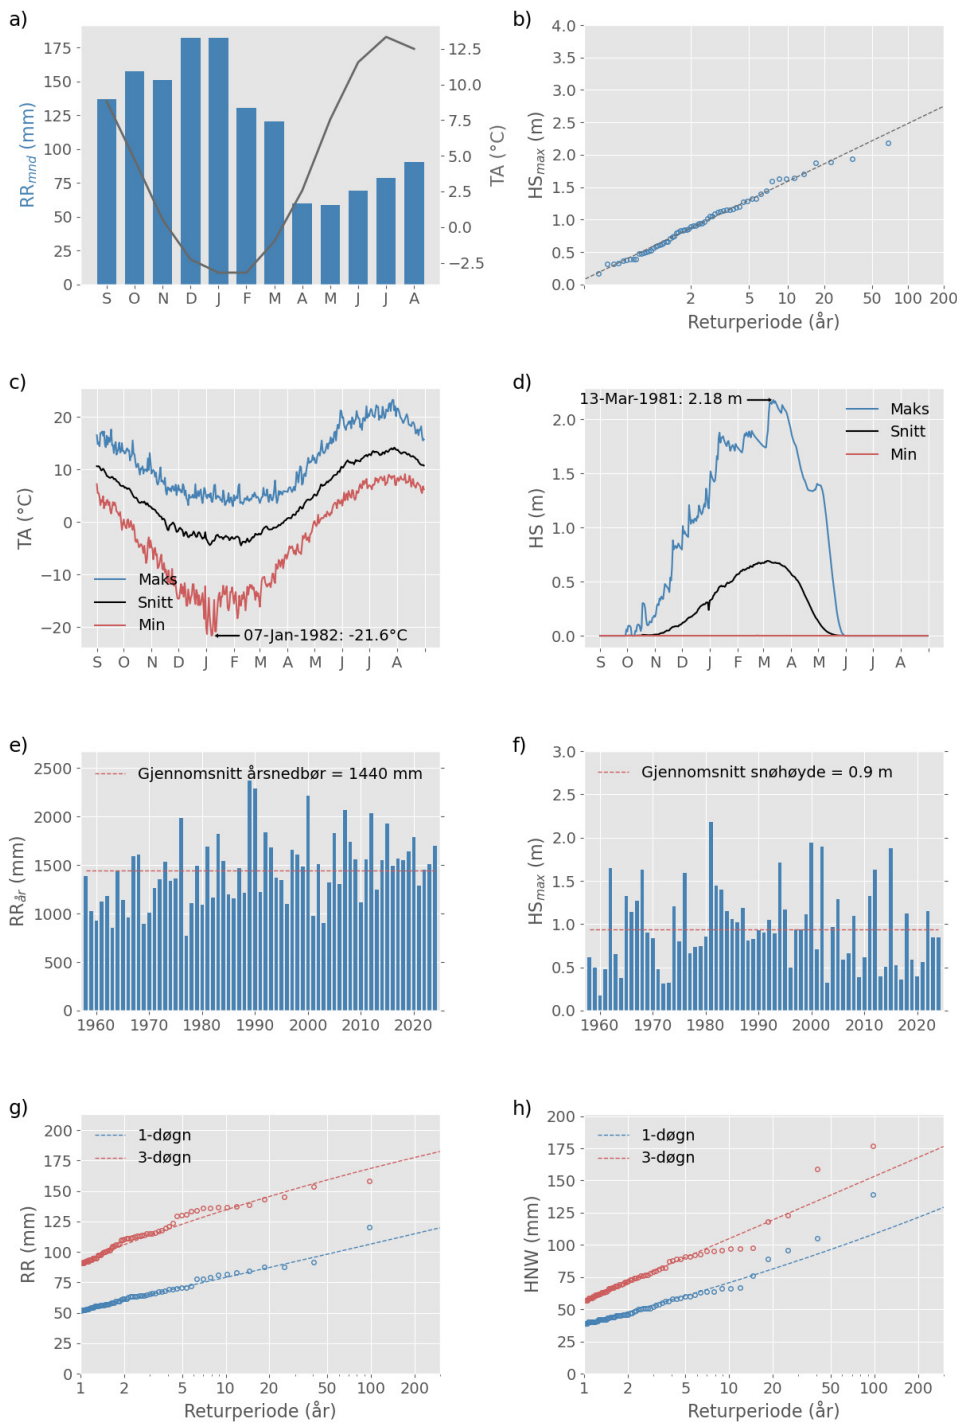 a)
RR_mnd (mm)
175
150
125
100
75
50
25
0
12.5
10.0
7.5
5.0
2.5
0.0
−2.5
TA (°C)
S O N D J F M A M J J A
b)
HS_max (m)
4.0
3.5
3.0
2.5
2.0
1.5
1.0
0.5
0.0
2 5 10 20 50 100 200
Returperiode (år)
c)
TA (°C)
20
10
0
−10
−20
Maks
Snitt
Min
07-Jan-1982: -21.6°C
S O N D J F M A M J J A
d)
HS (m)
2.0
1.5
1.0
0.5
0.0
13-Mar-1981: 2.18 m
Maks
Snitt
Min
S O N D J F M A M J J A
e)
RR_år (mm)
2500
2000
1500
1000
500
0
Gjennomsnitt årsnedbør = 1440 mm
1960 1970 1980 1990 2000 2010 2020
f)
HS_max (m)
3.0
2.5
2.0
1.5
1.0
0.5
0.0
Gjennomsnitt snøhøyde = 0.9 m
1960 1970 1980 1990 2000 2010 2020
g)
RR (mm)
200
175
150
125
100
75
50
25
0
1-døgn
3-døgn
1 2 5 10 20 50 100 200
Returperiode (år)
h)
HNW (mm)
200
175
150
125
100
75
50
25
0
1-døgn
3-døgn
1 2 5 10 20 50 100 200
Returperiode (år)